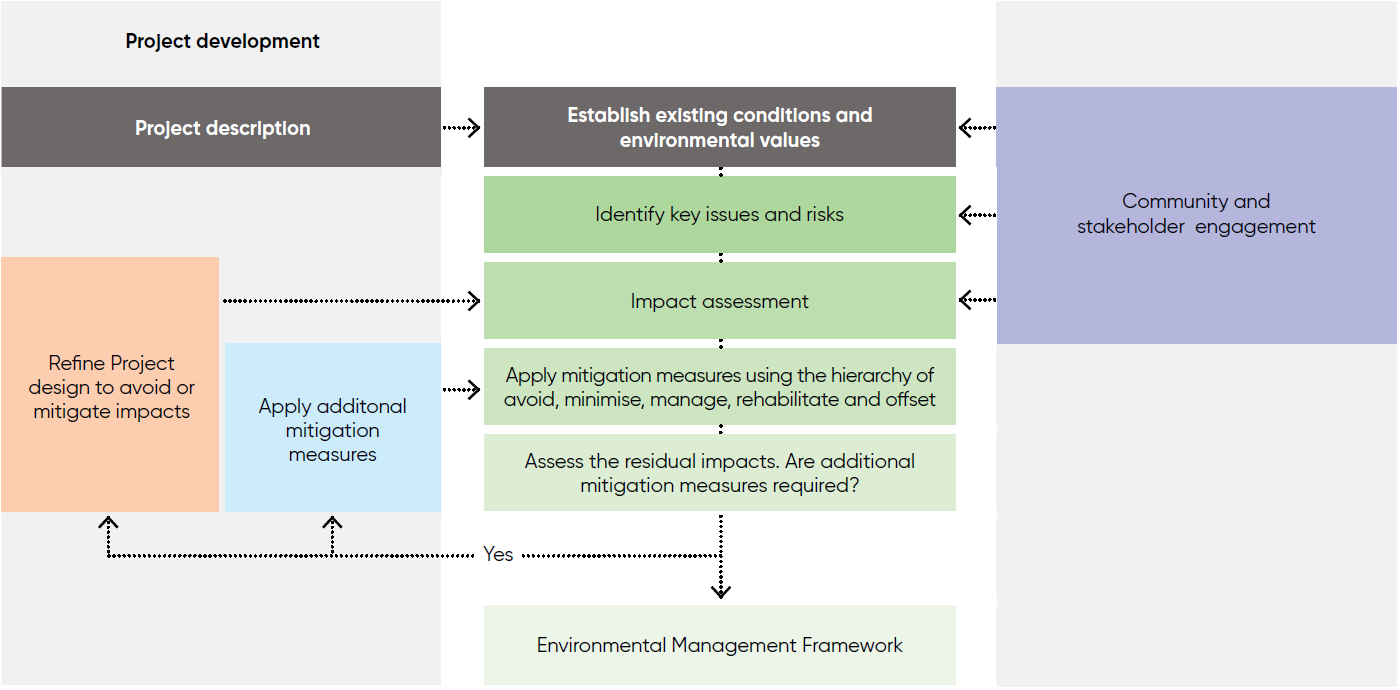 Project development
Project description
Establish existing conditions and
environmental values
Identify key issues and risks
Community and
stakeholder engagement
Impact assessment
Refine Project
design to avoid or
mitigate impacts
Apply additonal
mitigation
measures
Apply mitigation measures using the hierarchy of
avoid, minimise, manage, rehabilitate and offset
Assess the residual impacts. Are additional
mitigation measures required?
Yes
Environmental Management Framework